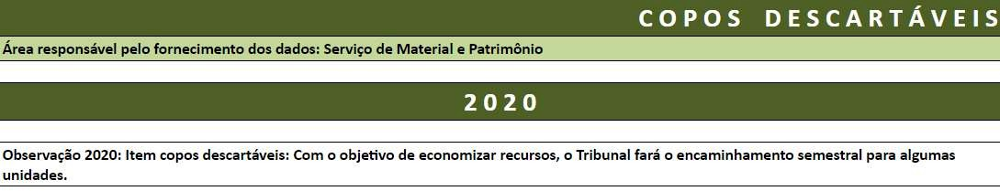 COPOS DESCARTÁVEIS
Área responsável pelo fornecimento dos dados: Serviço de Material e Patrimônio
2020
Observação 2020: Item copos descartáveis: Com o objetivo de economizar recursos, o Tribunal fará o encaminhamento semestral para algumas
unidades.